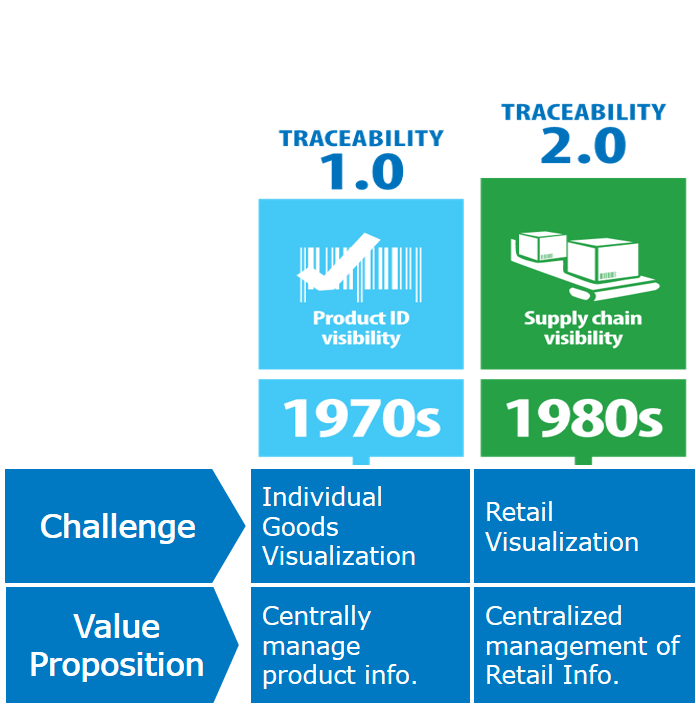 TRACEABILITY
1.0
TRACEABILITY
2.0
Product ID
visibility
Supply chain
visibility
1970s
1980s
Challenge
Individual
Goods
Visualization
Retail
Visualization
Value
Proposition
Centrally
manage
product info.
Centralized
management of
Retail Info.